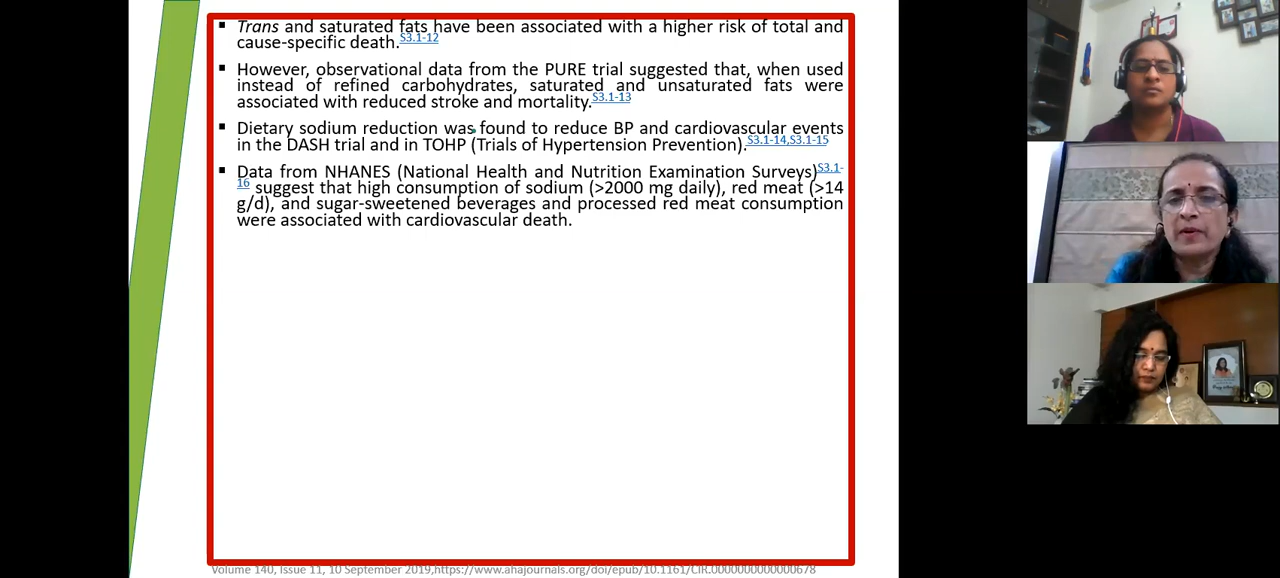 ▪ Trans and saturated fats have been associated with a higher risk of total and
cause-specific death.S3.1-12
▪ However, observational data from the PURE trial suggested that, when used
instead of refined carbohydrates, saturated and unsaturated fats were
associated with reduced stroke and mortality.S3.1-13
▪ Dietary sodium reduction was found to reduce BP and cardiovascular events
in the DASH trial and in TOHP (Trials of Hypertension Prevention).S3.1-14,S3.1-15
▪ Data from NHANES (National Health and Nutrition Examination Surveys)S3.1-
16 suggest that high consumption of sodium (>2000 mg daily), red meat (>14
g/d), and sugar-sweetened beverages and processed red meat consumption
were associated with cardiovascular death.
Volume 140, Issue 11, 10 September 2019,https://www.ahajournals.org/doi/epub/10.1161/CIR.0000000000000678